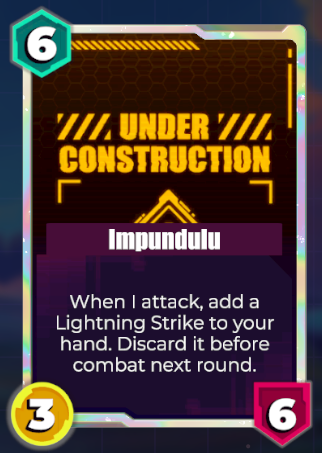 6
UNDER
CONSTRUCTION
Impundulu
When I attack, add a
Lightning Strike to your
hand. Discard it before
combat next round.
3
6